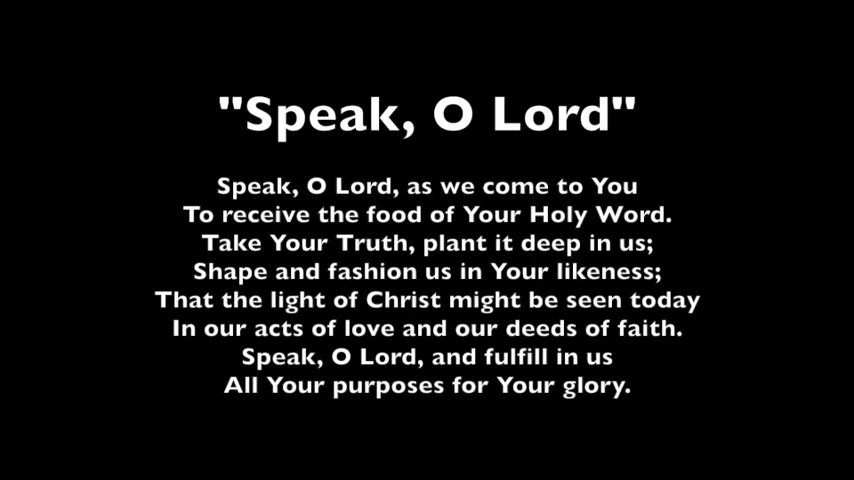 "Speak, O Lord"
Speak, O Lord, as we come to You
To receive the food of Your Holy Word.
Take Your Truth, plant it deep in us;
Shape and fashion us in Your likeness;
That the light of Christ might be seen today
In our acts of love and our deeds of faith.
Speak, O Lord, and fulfill in us
All Your purposes for Your glory.